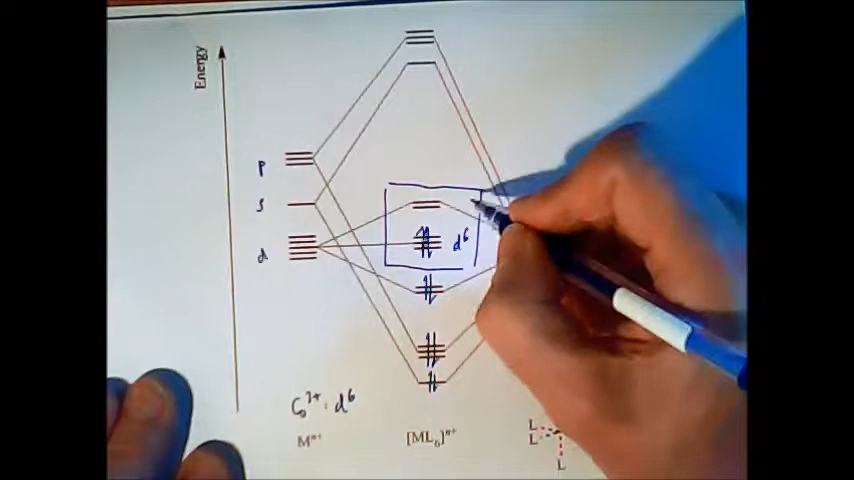 Energy
p
s
d
d⁶
Co³⁺: d⁶
Mⁿ⁺
[ML₆]ⁿ⁺
L
L
L